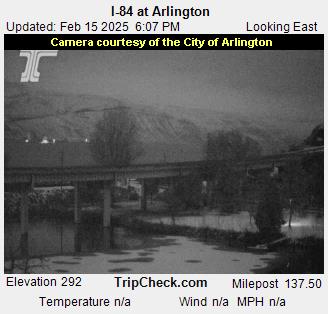 I-84 at Arlington
Updated: Feb 15 2025 6:07 PM Looking East
Camera courtesy of the City of Arlington
Elevation 292 TripCheck.com Milepost 137.50
Temperature n/a Wind n/a MPH n/a